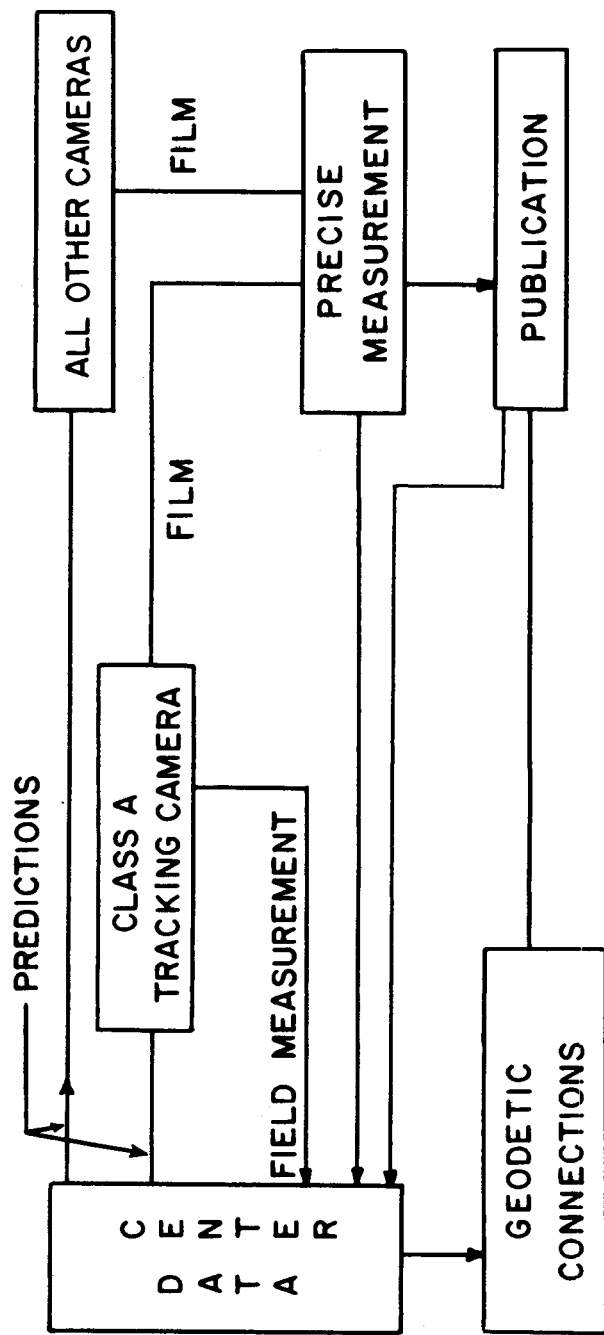 PREDICTIONS
ALL OTHER CAMERAS
CLASS A
TRACKING CAMERA
FILM
FILM
DATA
CENTER
FIELD MEASUREMENT
PRECISE
MEASUREMENT
GEODETIC
CONNECTIONS
PUBLICATION